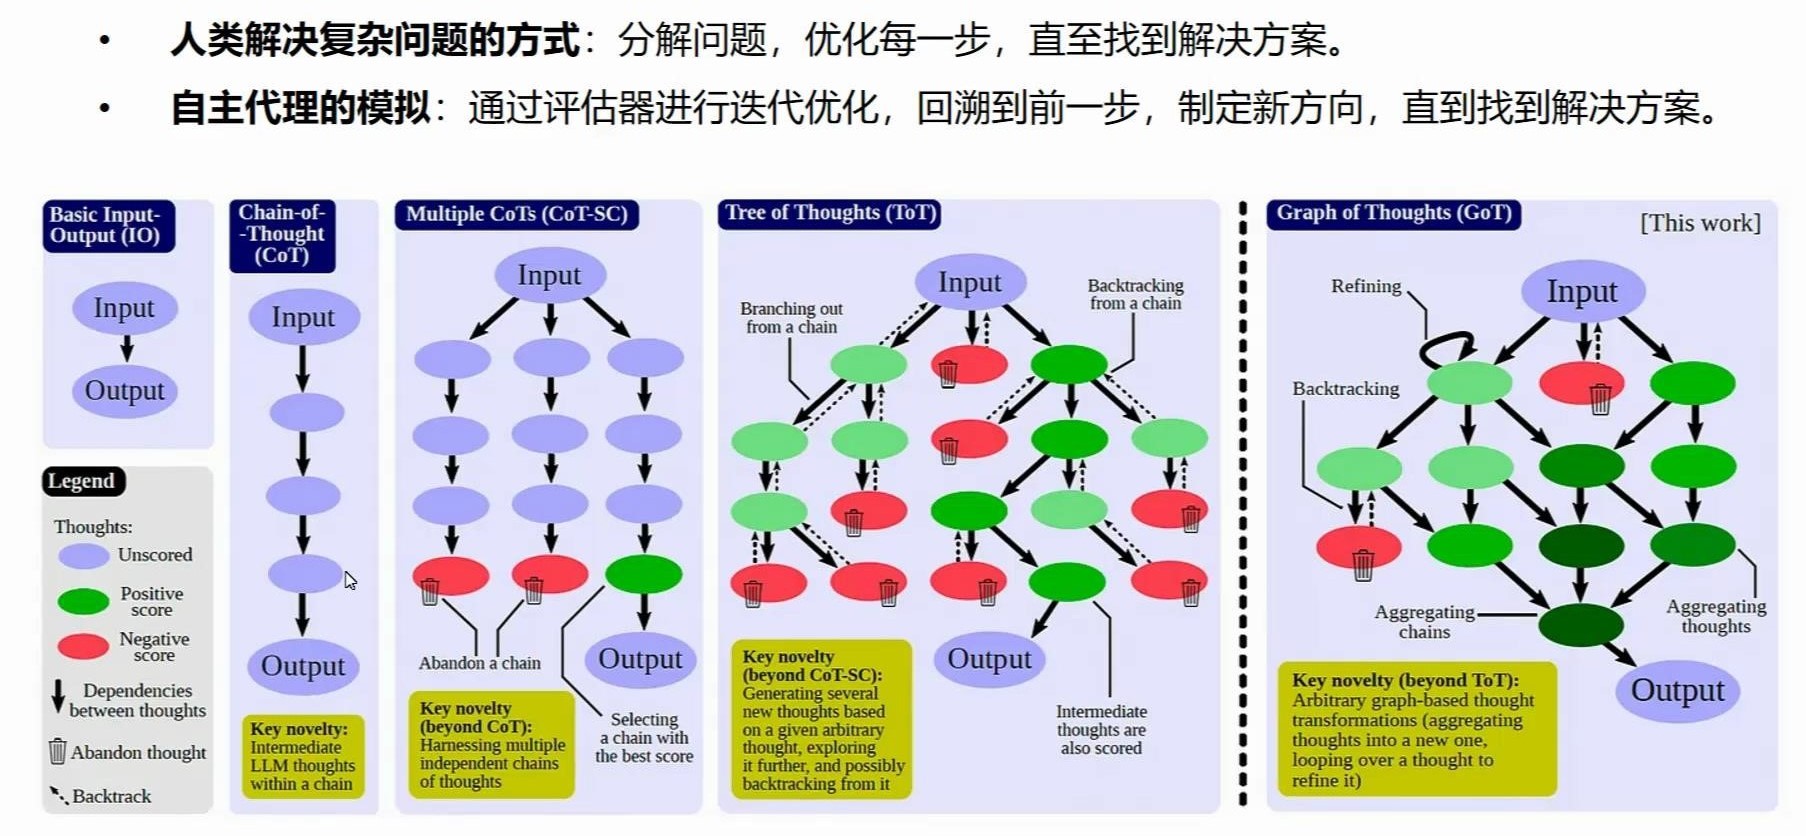 • 人类解决复杂问题的方式：分解问题，优化每一步，直至找到解决方案。
• 自主代理的模拟：通过评估器进行迭代优化，回溯到前一步，制定新方向，直到找到解决方案。
Basic Input-
Output (IO)
Input
Output
Legend
Thoughts:
Unscored
Positive
score
Negative
score
Dependencies
between thoughts
Abandon thought
Backtrack
Chain-of-
-Thought
(CoT)
Input
Output
Key novelty:
Intermediate
LLM thoughts
within a chain
Multiple CoTs (CoT-SC)
Input
Abandon a chain
Output
Key novelty
(beyond CoT):
Harnessing multiple
independent chains
of thoughts
Selecting
a chain with
the best score
Tree of Thoughts (ToT)
Input
Branching out
from a chain
Backtracking
from a chain
Output
Key novelty
(beyond CoT-SC):
Generating several
new thoughts based
on a given arbitrary
thought, exploring
it further, and possibly
backtracking from it
Intermediate
thoughts are
also scored
Graph of Thoughts (GoT)
[This work]
Refining
Input
Backtracking
Aggregating
chains
Aggregating
thoughts
Key novelty (beyond ToT):
Arbitrary graph-based thought
transformations (aggregating
thoughts into a new one,
looping over a thought to
refine it)
Output